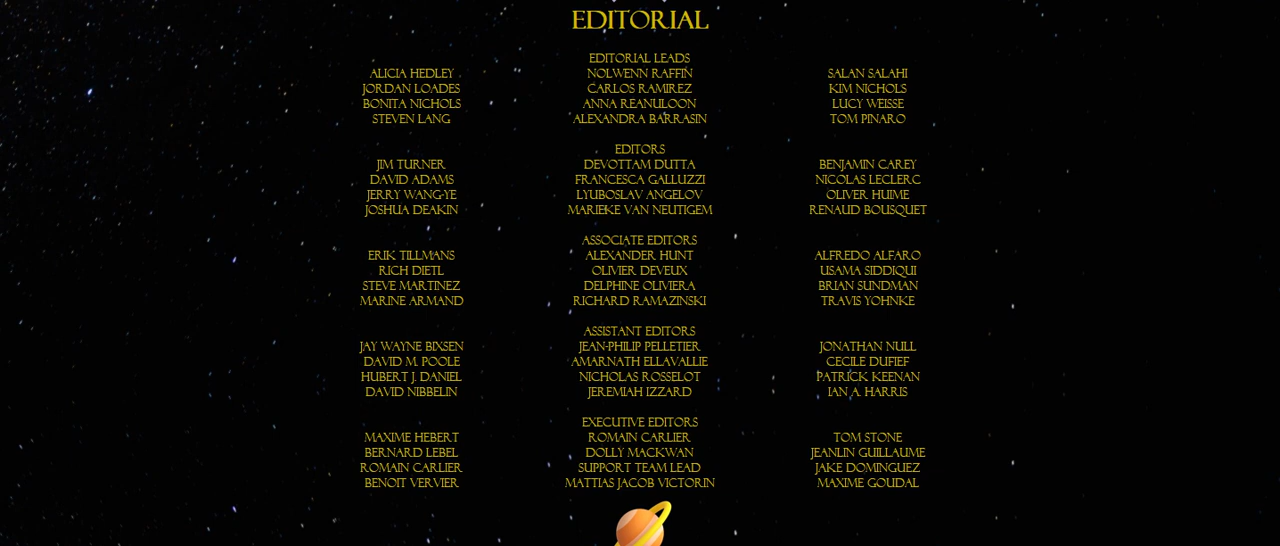 EDITORIAL
EDITORIAL LEADS
ALICIA HEDLEY NOLWENN RAFFIN SALAN SALAHI
JORDAN LOADES CARLOS RAMIREZ KIM NICHOLS
BONITA NICHOLS ANNA REANULOON LUCY WEISSE
STEVEN LANG ALEXANDRA BARRASIN TOM PINARO
EDITORS
JIM TURNER DEVOTTAM DUTTA BENJAMIN CAREY
DAVID ADAMS FRANCESCA GALLUZZI NICOLAS LECLERC
JERRY WANG-YE LYUBOSLAV ANGELOV OLIVER HUIME
JOSHUA DEAKIN MARIEKE VAN NEUTIGEM RENAUD BOUSQUET
ASSOCIATE EDITORS
ERIK TILLMANS ALEXANDER HUNT ALFREDO ALFARO
RICH DIETL OLIVIER DEVEUX USAMA SIDDIQUI
STEVE MARTINEZ DELPHINE OLIVIERA BRIAN SUNDMAN
MARINE ARMAND RICHARD RAMAZINSKI TRAVIS YOHNKE
ASSISTANT EDITORS
JAY WAYNE BIXSEN JEAN-PHILIP PELLETIER JONATHAN NULL
DAVID M. POOLE AMARNATH ELLAVALLIE CECILE DUFIEF
HUBERT J. DANIEL NICHOLAS ROSSELOT PATRICK KEENAN
DAVID NIBBELIN JEREMIAH IZZARD IAN A. HARRIS
EXECUTIVE EDITORS
MAXIME HEBERT ROMAIN CARLIER TOM STONE
BERNARD LEBEL DOLLY MACKWAN JEANLIN GUILLAUME
ROMAIN CARLIER SUPPORT TEAM LEAD JAKE DOMINGUEZ
BENOIT VERVIER MATTIAS JACOB VICTORIN MAXIME GOUDAL